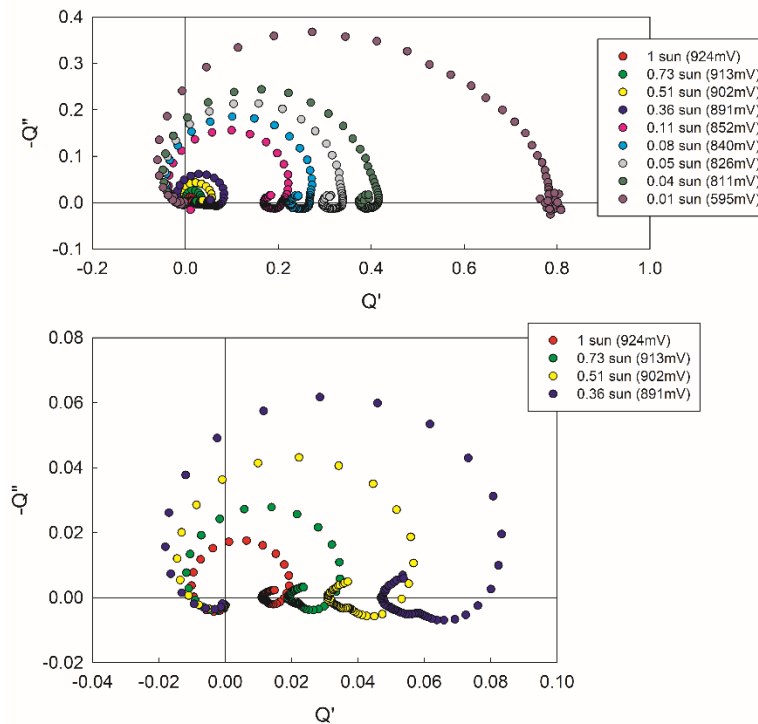 0.4
0.3
0.2
0.1
0.0
-0.1
-Q"
-0.2 0.0 0.2 0.4 0.6 0.8 1.0
Q'
1 sun (924mV)
0.73 sun (913mV)
0.51 sun (902mV)
0.36 sun (891mV)
0.11 sun (852mV)
0.08 sun (840mV)
0.05 sun (826mV)
0.04 sun (811mV)
0.01 sun (595mV)
0.08
0.06
0.04
0.02
0.00
-0.02
-Q"
-0.04 -0.02 0.00 0.02 0.04 0.06 0.08 0.10
Q'
1 sun (924mV)
0.73 sun (913mV)
0.51 sun (902mV)
0.36 sun (891mV)